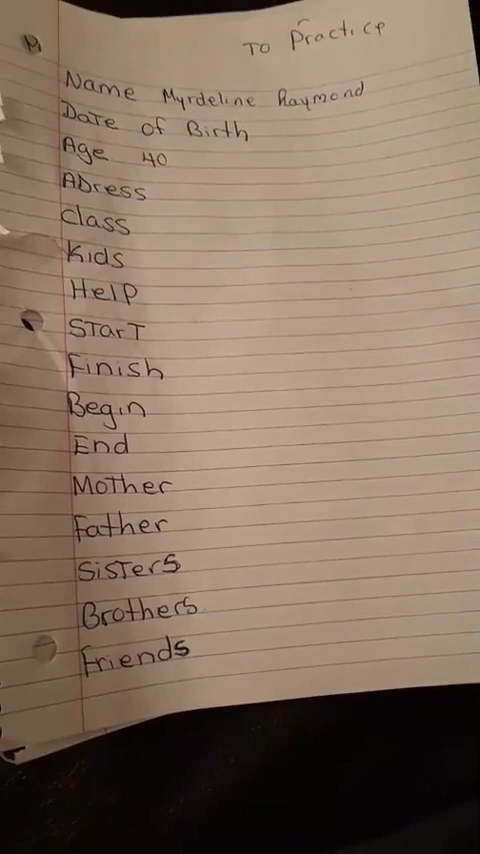 To Practice
Name Myrdeline Raymond
Date of Birth
Age 40
ADress
Class
Kids
Help
StarT
Finish
Begin
End
Mother
Father
SisTers
Brothers
Friends